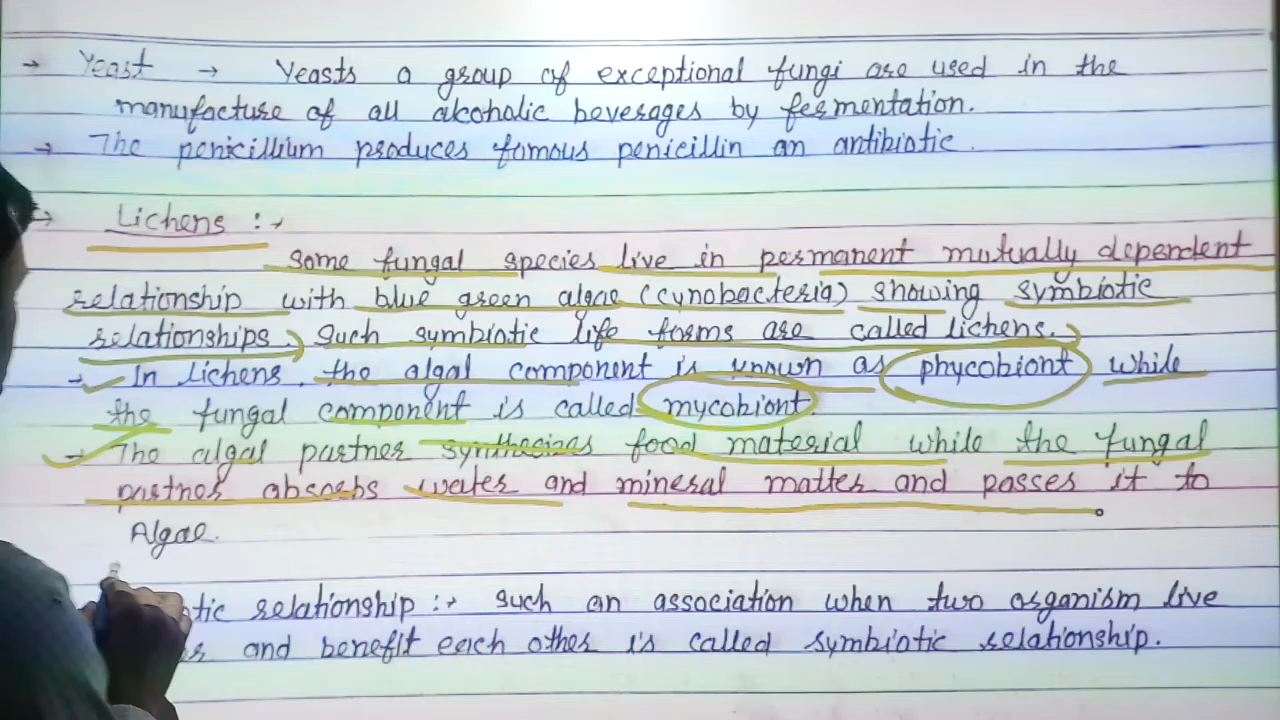 → Yeast → Yeasts a group of exceptional fungi are used in the
manufacture of all alcoholic beverages by fermentation.
→ The penicillium produces famous penicillin an antibiotic.
→ Lichens :→
some fungal species live in permanent mutually dependent
relationship with blue green algae (cynobacteria) showing symbiotic
relationships. Such symbiotic life forms are called lichens.
→ In lichens, the algal component is known as phycobiont while
the fungal component is called mycobiont.
→ The algal partner synthecizes food material while the fungal
partner absorbs water and mineral matter and passes it to
Algae.
tic relationship :→ such an association when two organism live
and benefit each other is called symbiotic relationship.